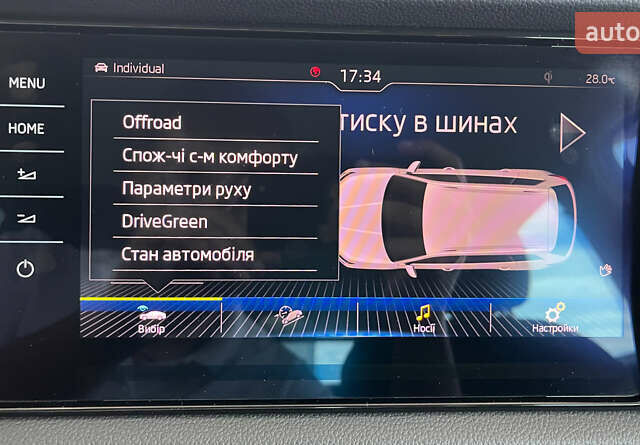 auto
Individual
17:34
28.0°C
MENU
HOME
Offroad
тиску в шинах
Спож-чі с-м комфорту
Параметри руху
DriveGreen
Стан автомобіля
Вибір
Носії
Настройки